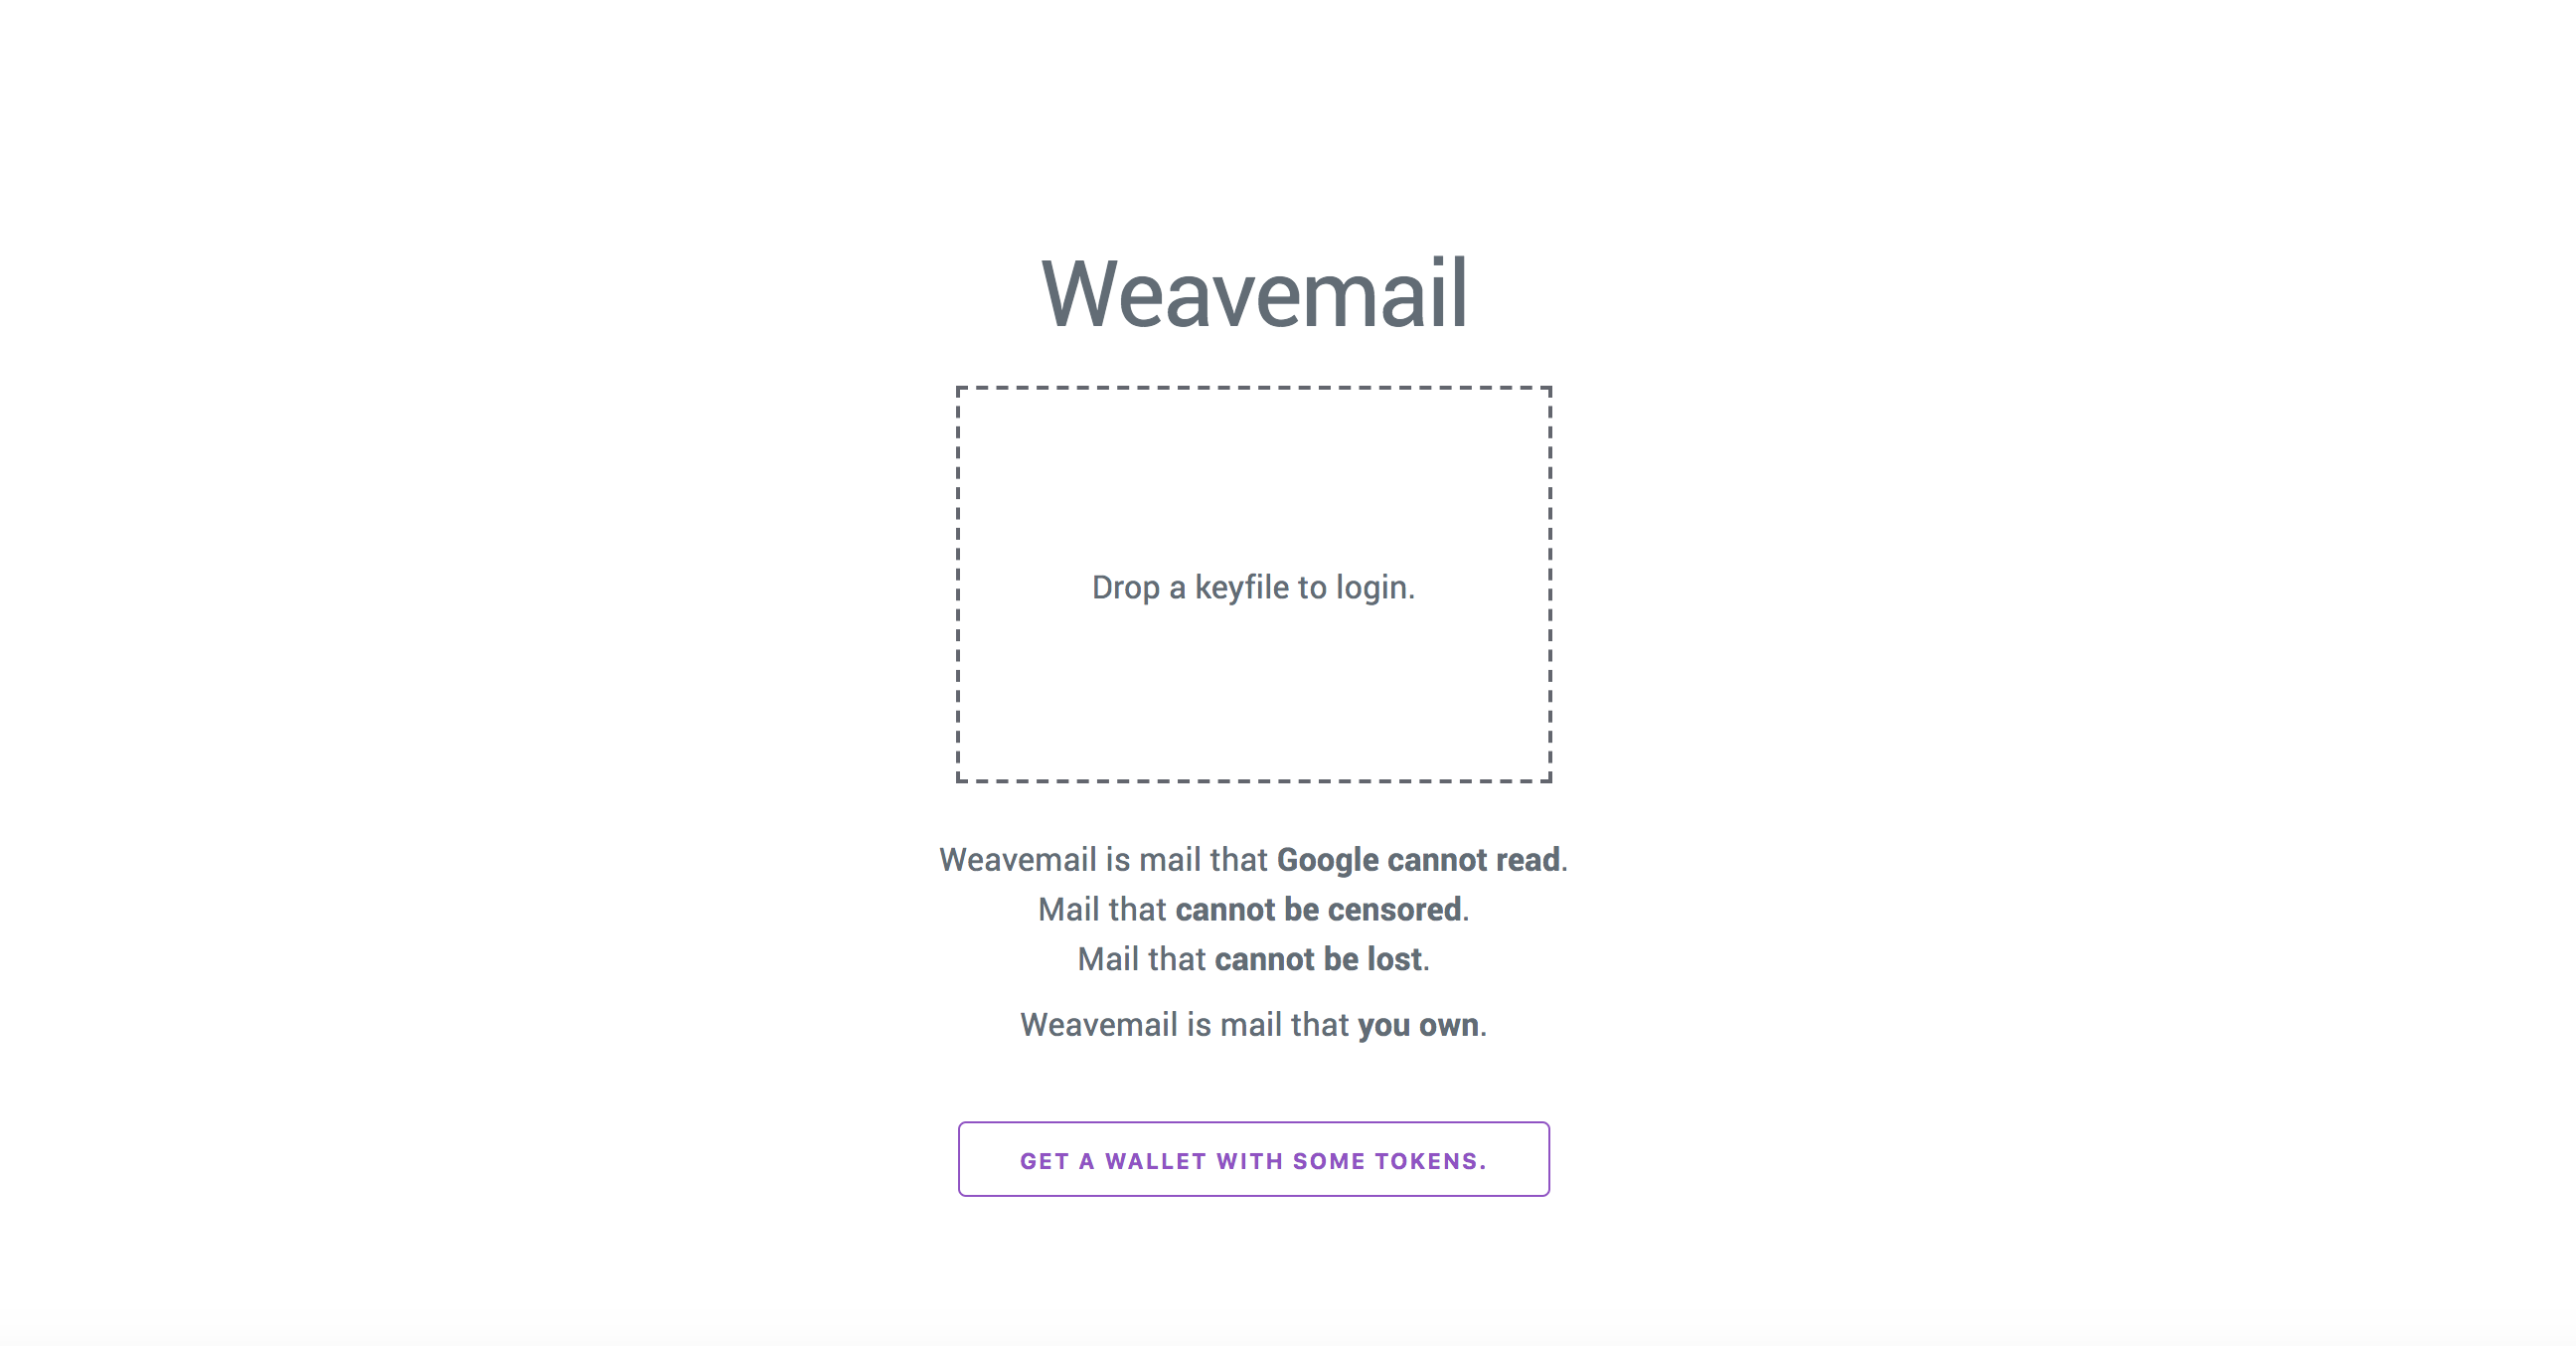 Weavemail
Drop a keyfile to login.
Weavemail is mail that Google cannot read.
Mail that cannot be censored.
Mail that cannot be lost.
Weavemail is mail that you own.
GET A WALLET WITH SOME TOKENS.